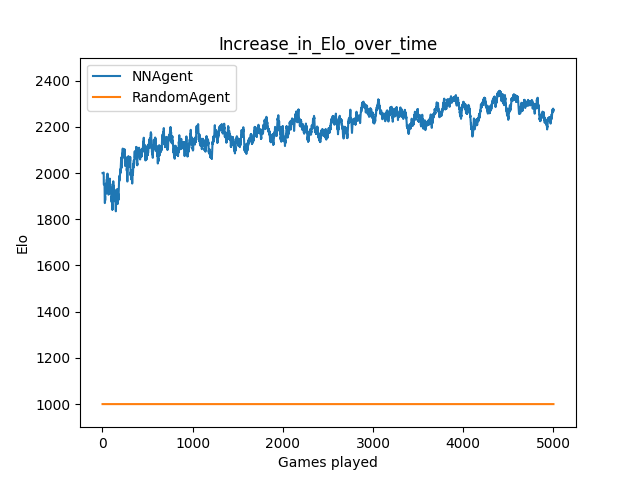 Increase_in_Elo_over_time
NNAgent
RandomAgent
2400
2200
2000
1800
1600
1400
1200
1000
Elo
0 1000 2000 3000 4000 5000
Games played